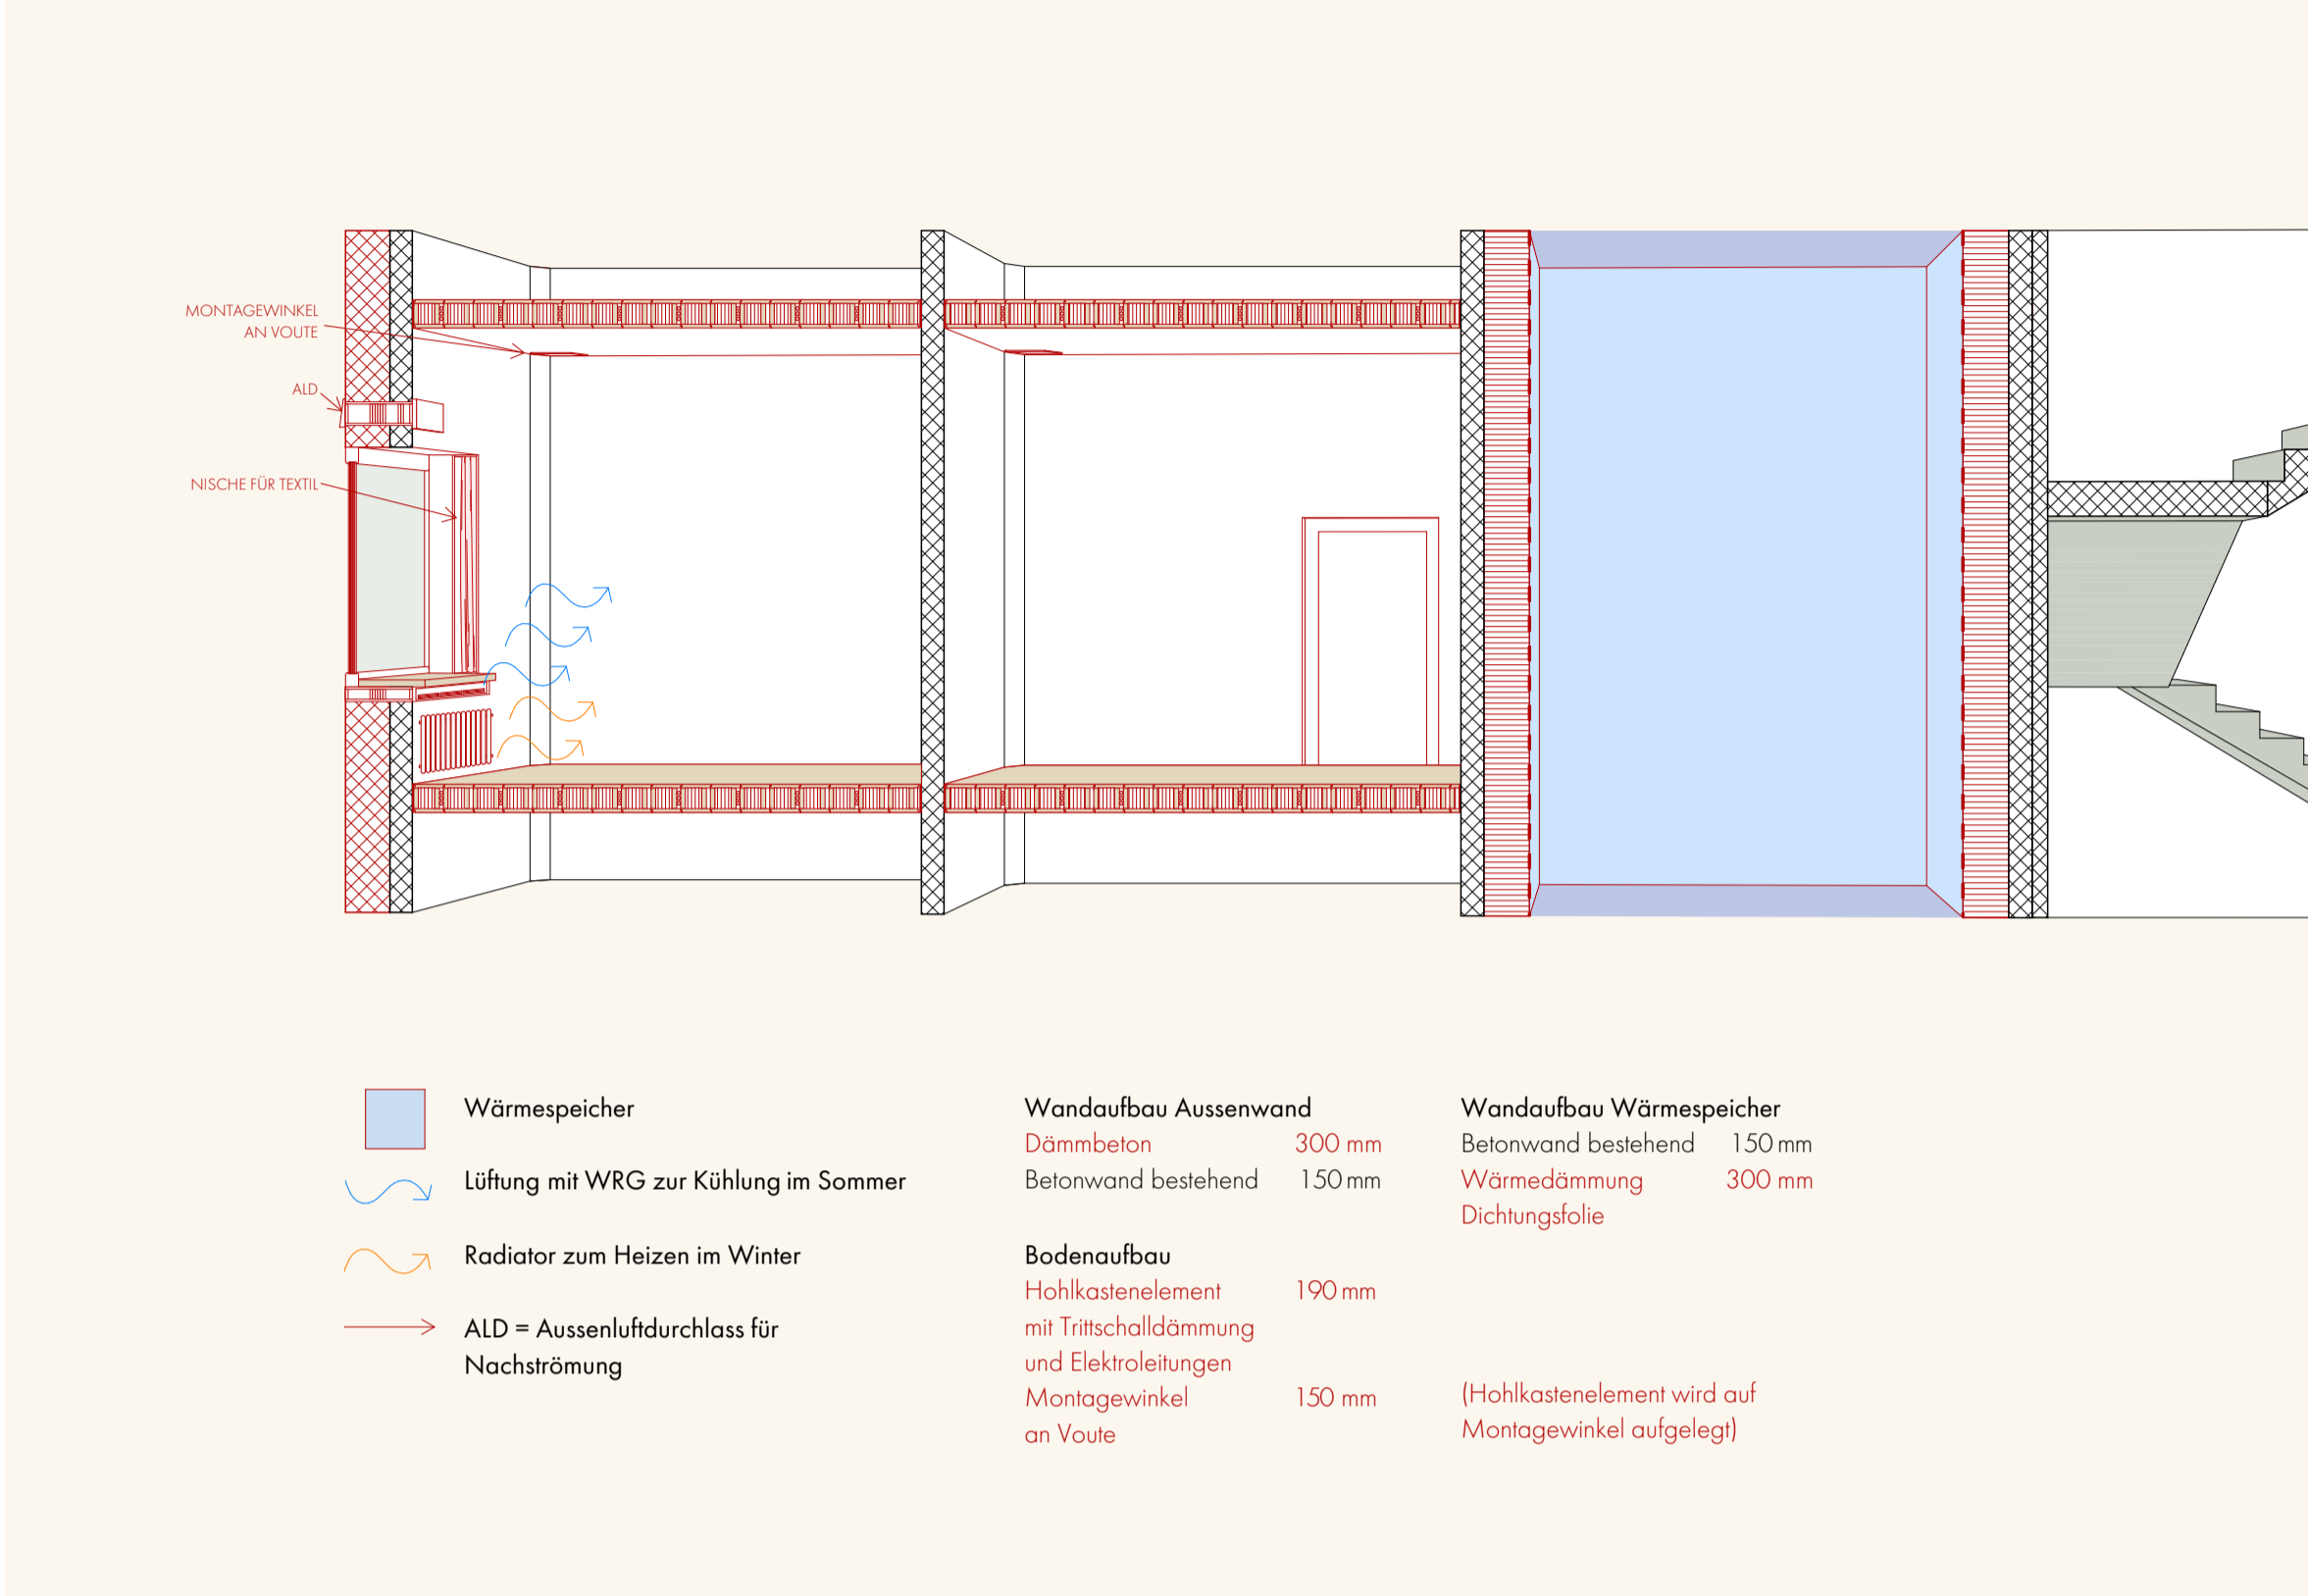 MONTAGEWINKEL
AN VOUTE
ALD
NISCHE FÜR TEXTIL
Wärmespeicher
Lüftung mit WRG zur Kühlung im Sommer
Radiator zum Heizen im Winter
ALD = Aussenluftdurchlass für
Nachströmung
Wandaufbau Aussenwand
Dämmbeton 300 mm
Betonwand bestehend 150 mm
Bodenaufbau
Hohlkastenelement 190 mm
mit Trittschalldämmung
und Elektroleitungen
Montagewinkel 150 mm
an Voute
Wandaufbau Wärmespeicher
Betonwand bestehend 150 mm
Wärmedämmung 300 mm
Dichtungsfolie
(Hohlkastenelement wird auf
Montagewinkel aufgelegt)